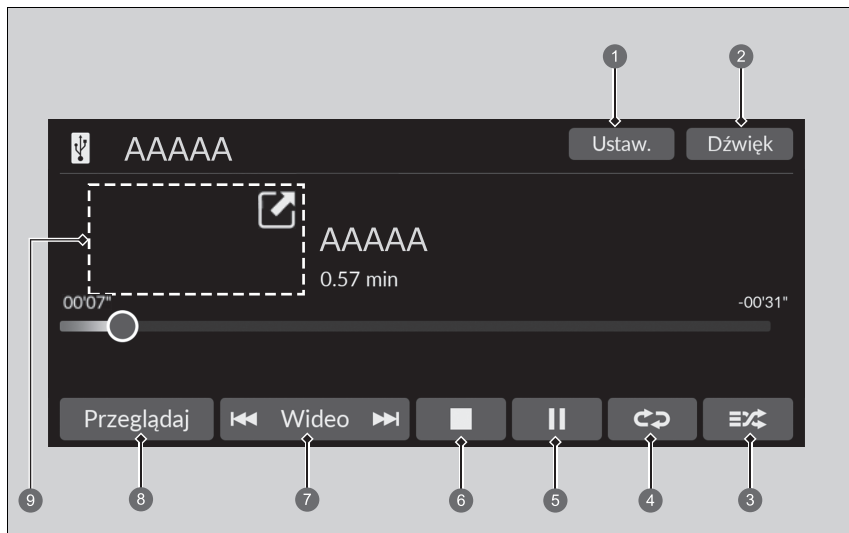 1 2
AAAAA Ustaw. Dźwięk
AAAAA
0.57 min
00'07" -00'31"
Przeglądaj Wideo
9 8 7 6 5 4 3